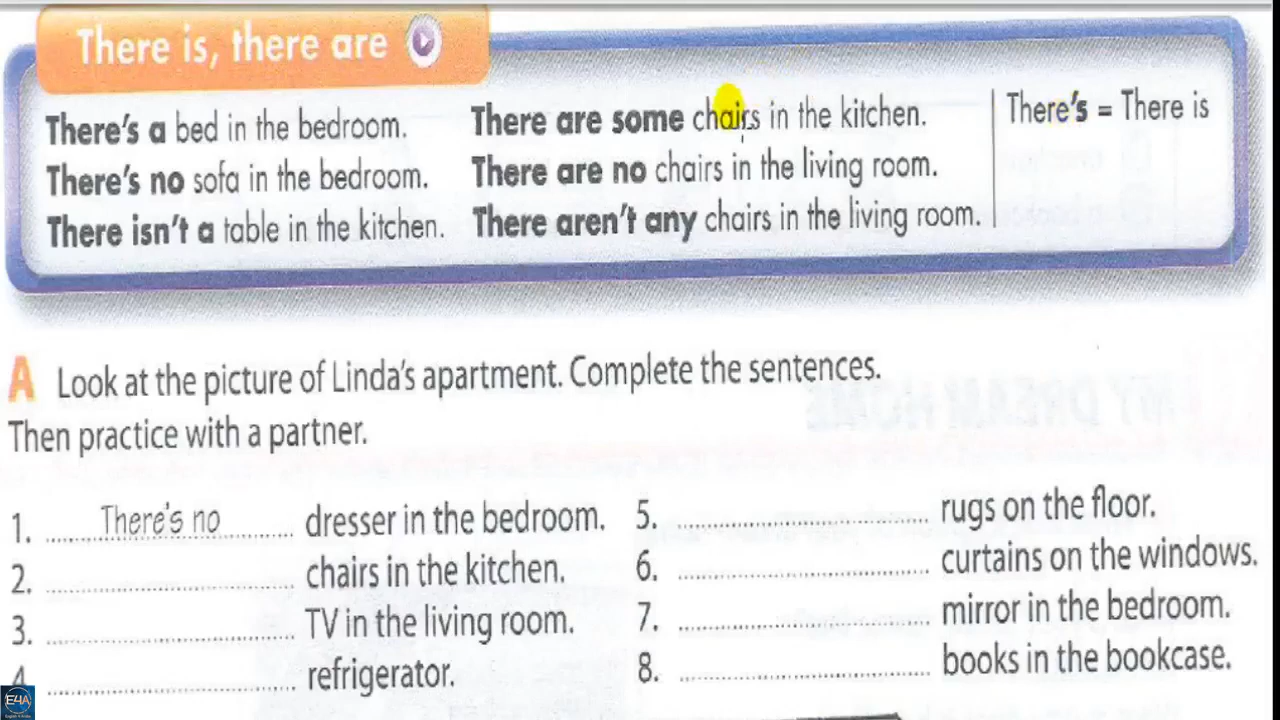 There is, there are
There's a bed in the bedroom.
There's no sofa in the bedroom.
There isn't a table in the kitchen.
There are some chairs in the kitchen.
There are no chairs in the living room.
There aren't any chairs in the living room.
There's = There is
A Look at the picture of Linda's apartment. Complete the sentences.
Then practice with a partner.
1. There's no dresser in the bedroom.
2. chairs in the kitchen.
3. TV in the living room.
4 refrigerator.
5. rugs on the floor.
6. curtains on the windows.
7. mirror in the bedroom.
8. books in the bookcase.
E4A